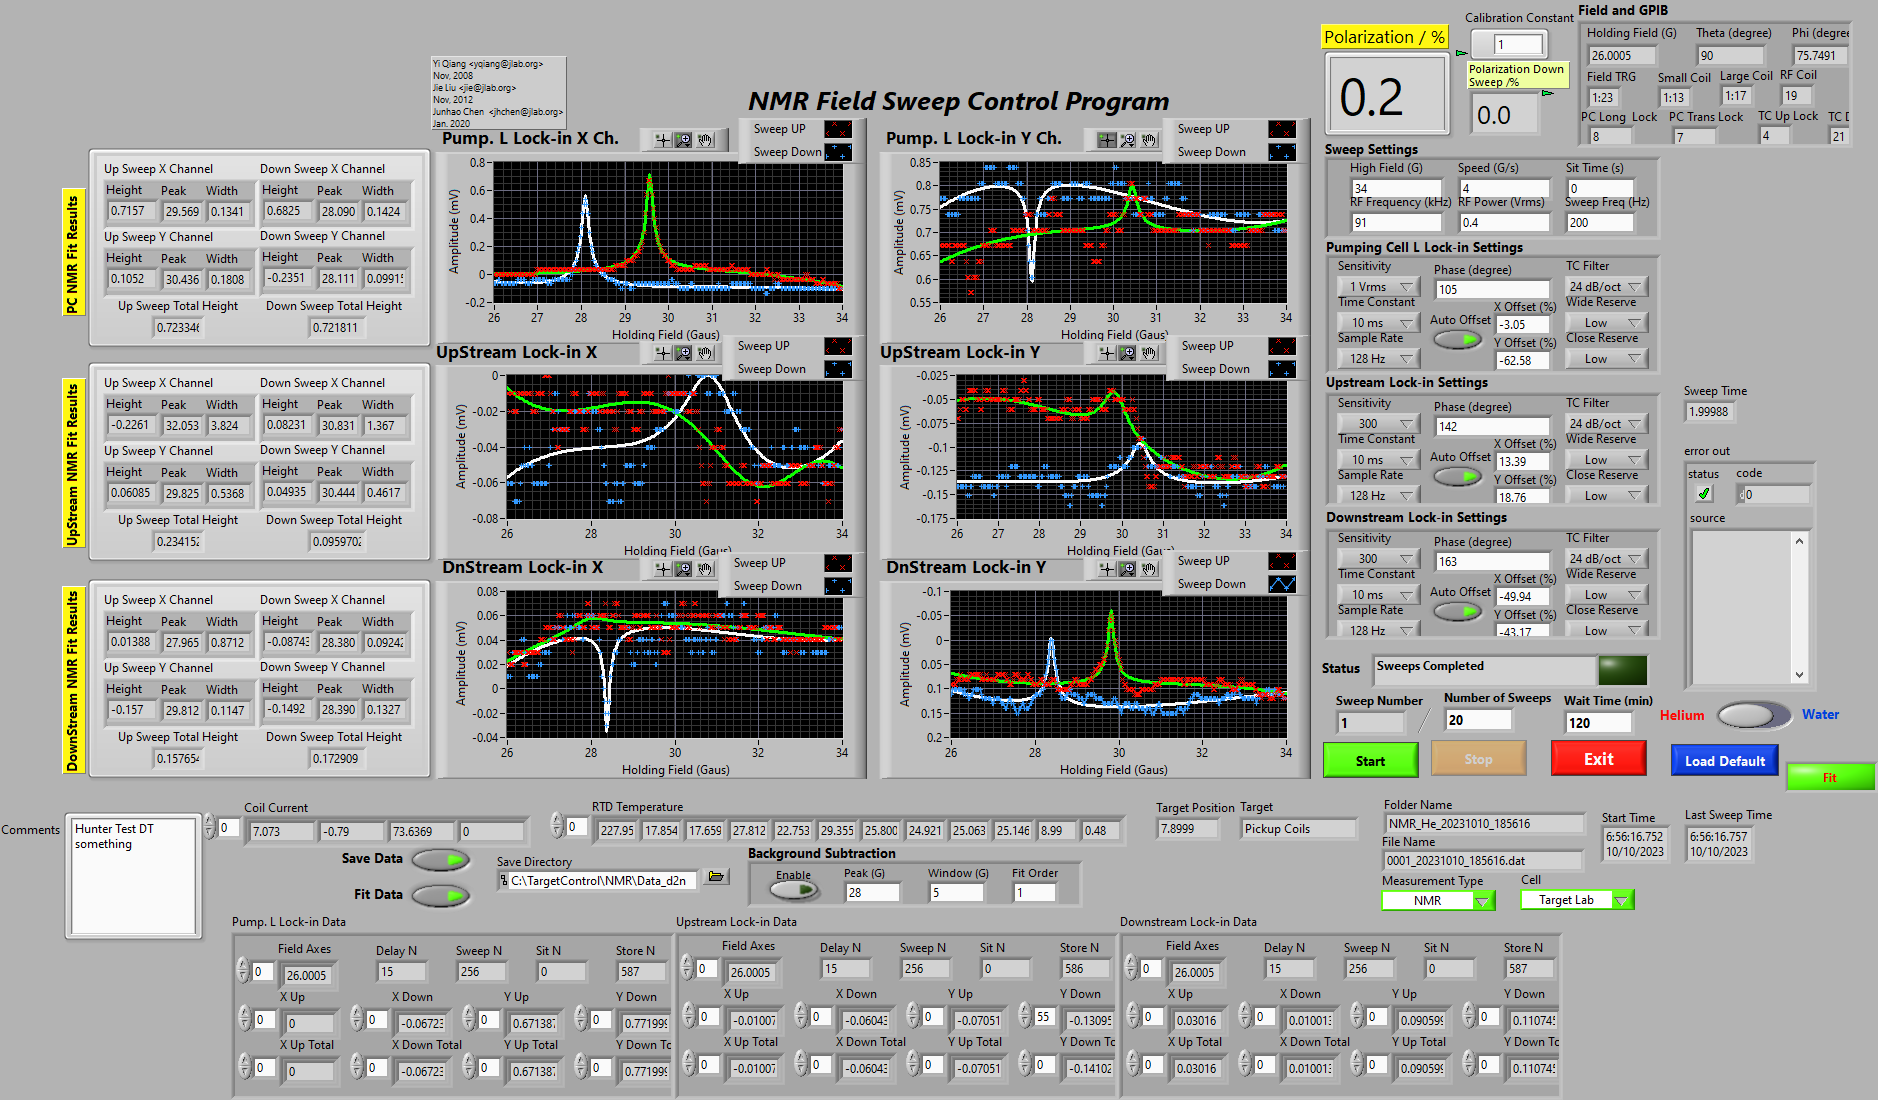 Yi Qiang <yqiang@jlab.org>
Nov, 2008
Jie Liu <jie@jlab.org>
Nov, 2012
Junhao Chen <jhchen@jlab.org>
Jan. 2020
NMR Field Sweep Control Program
Polarization / %
0.2
Calibration Constant
1
Polarization Down
Sweep /%
0.0
Field and GPIB
Holding Field (G) Theta (degree) Phi (degree
26.0005 90 75.7491
Field TRG Small Coil Large Coil RF Coil
1:23 1:13 1:17 19
PC Long Lock PC Trans Lock TC Up Lock TC D
8 7 4 21
PC NMR Fit Results
Up Sweep X Channel Down Sweep X Channel
Height Peak Width Height Peak Width
0.7157 29.569 0.1341 0.6825 28.090 0.1424
Up Sweep Y Channel Down Sweep Y Channel
Height Peak Width Height Peak Width
0.1052 30.436 0.1808 -0.2351 28.111 0.0991
Up Sweep Total Height Down Sweep Total Height
0.723346 0.721811
Pump. L Lock-in X Ch.
Sweep UP
Sweep Down
Amplitude (mV)
0.8
0.6
0.4
0.2
0
-0.2
26 27 28 29 30 31 32 33 34
Holding Field (Gaus)
Pump. L Lock-in Y Ch.
Sweep UP
Sweep Down
Amplitude (mV)
0.85
0.8
0.75
0.7
0.65
0.6
0.55
26 27 28 29 30 31 32 33 34
Holding Field (Gaus)
Sweep Settings
High Field (G) Speed (G/s) Sit Time (s)
34 4 0
RF Frequency (kHz) RF Power (Vrms) Sweep Freq (Hz)
91 0.4 200
Pumping Cell L Lock-in Settings
Sensitivity Phase (degree) TC Filter
1 Vrms 105 24 dB/oct
Time Constant X Offset (%) Wide Reserve
10 ms Auto Offset -3.05 Low
Sample Rate Y Offset (%) Close Reserve
128 Hz -62.58 Low
UpStream NMR Fit Results
Up Sweep X Channel Down Sweep X Channel
Height Peak Width Height Peak Width
-0.2261 32.053 3.824 0.08231 30.831 1.367
Up Sweep Y Channel Down Sweep Y Channel
Height Peak Width Height Peak Width
0.06085 29.825 0.5368 0.04935 30.444 0.4617
Up Sweep Total Height Down Sweep Total Height
0.234152 0.0959702
UpStream Lock-in X
Sweep UP
Sweep Down
Amplitude (mV)
0
-0.02
-0.04
-0.06
-0.08
26 28 30 32 34
Holding Field (Gaus)
UpStream Lock-in Y
Sweep UP
Sweep Down
Amplitude (mV)
-0.025
-0.05
-0.075
-0.1
-0.125
-0.15
-0.175
26 27 28 29 30 31 32 33 34
Holding Field (Gaus)
Upstream Lock-in Settings
Sensitivity Phase (degree) TC Filter
300 142 24 dB/oct
Time Constant X Offset (%) Wide Reserve
10 ms Auto Offset 13.39 Low
Sample Rate Y Offset (%) Close Reserve
128 Hz 18.76 Low
Sweep Time
1.99988
error out
status code
0
source
DownStream NMR Fit Results
Up Sweep X Channel Down Sweep X Channel
Height Peak Width Height Peak Width
0.01388 27.965 0.8712 -0.08743 28.380 0.09242
Up Sweep Y Channel Down Sweep Y Channel
Height Peak Width Height Peak Width
-0.157 29.812 0.1147 -0.1492 28.390 0.1327
Up Sweep Total Height Down Sweep Total Height
0.157654 0.172909
DnStream Lock-in X
Sweep UP
Sweep Down
Amplitude (mV)
0.08
0.06
0.04
0.02
0
-0.02
-0.04
26 28 30 32 34
Holding Field (Gaus)
DnStream Lock-in Y
Sweep UP
Sweep Down
Amplitude (mV)
-0.1
-0.05
0
0.05
0.1
0.15
0.2
26 28 30 32 34
Holding Field (Gaus)
Downstream Lock-in Settings
Sensitivity Phase (degree) TC Filter
300 163 24 dB/oct
Time Constant X Offset (%) Wide Reserve
10 ms Auto Offset -49.94 Low
Sample Rate Y Offset (%) Close Reserve
128 Hz -43.17 Low
Status Sweeps Completed
Sweep Number Number of Sweeps Wait Time (min)
1 / 20 120
Helium Water
Start Stop Exit Load Default Fit
Comments
Hunter Test DT
something
Coil Current
0 7.073 -0.79 73.6369 0
RTD Temperature
0 227.95 17.854 17.659 27.812 22.753 29.355 25.800 24.921 25.063 25.146 8.99 0.48
Target Position Target
7.8999 Pickup Coils
Folder Name
NMR_He_20231010_185616
File Name
0001_20231010_185616.dat
Start Time
6:56:16.752
10/10/2023
Last Sweep Time
6:56:16.757
10/10/2023
Save Data
Fit Data
Save Directory
C:\TargetControl\NMR\Data_d2n
Background Subtraction
Enable Peak (G) Window (G) Fit Order
28 5 1
Measurement Type Cell
NMR Target Lab
Pump. L Lock-in Data
Field Axes Delay N Sweep N Sit N Store N
0 26.0005 15 256 0 587
X Up X Down Y Up Y Down
0 0 0 -0.06723 0 0.671387 0 0.771999
X Up Total X Down Total Y Up Total Y Down To
0 0 0 -0.06723 0 0.671387 0 0.771999
Upstream Lock-in Data
Field Axes Delay N Sweep N Sit N Store N
0 26.0005 15 256 0 586
X Up X Down Y Up Y Down
0 -0.01007 0 -0.06043 0 -0.07051 55 -0.13095
X Up Total X Down Total Y Up Total Y Down To
0 -0.01007 0 -0.06043 0 -0.07051 0 -0.14102
Downstream Lock-in Data
Field Axes Delay N Sweep N Sit N Store N
0 26.0005 15 256 0 587
X Up X Down Y Up Y Down
0 0.03016 0 0.010013 0 0.090599 0 0.110745
X Up Total X Down Total Y Up Total Y Down To
0 0.03016 0 0.010013 0 0.090599 0 0.110745